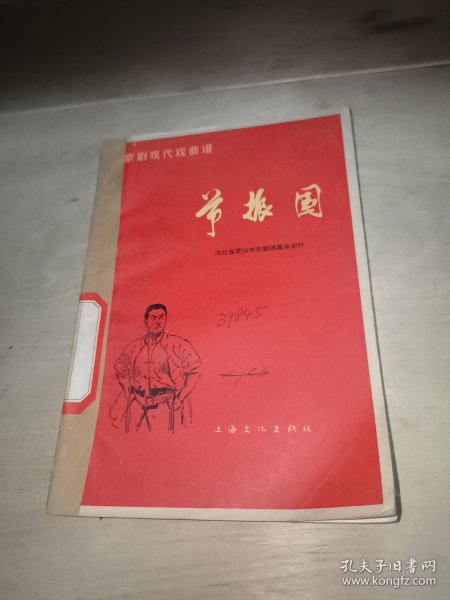 京剧现代戏曲谱
节振国
河北省唐山市京剧团集体创作
39845
上海文化出版社
孔夫子旧书网
www.kongfz.com